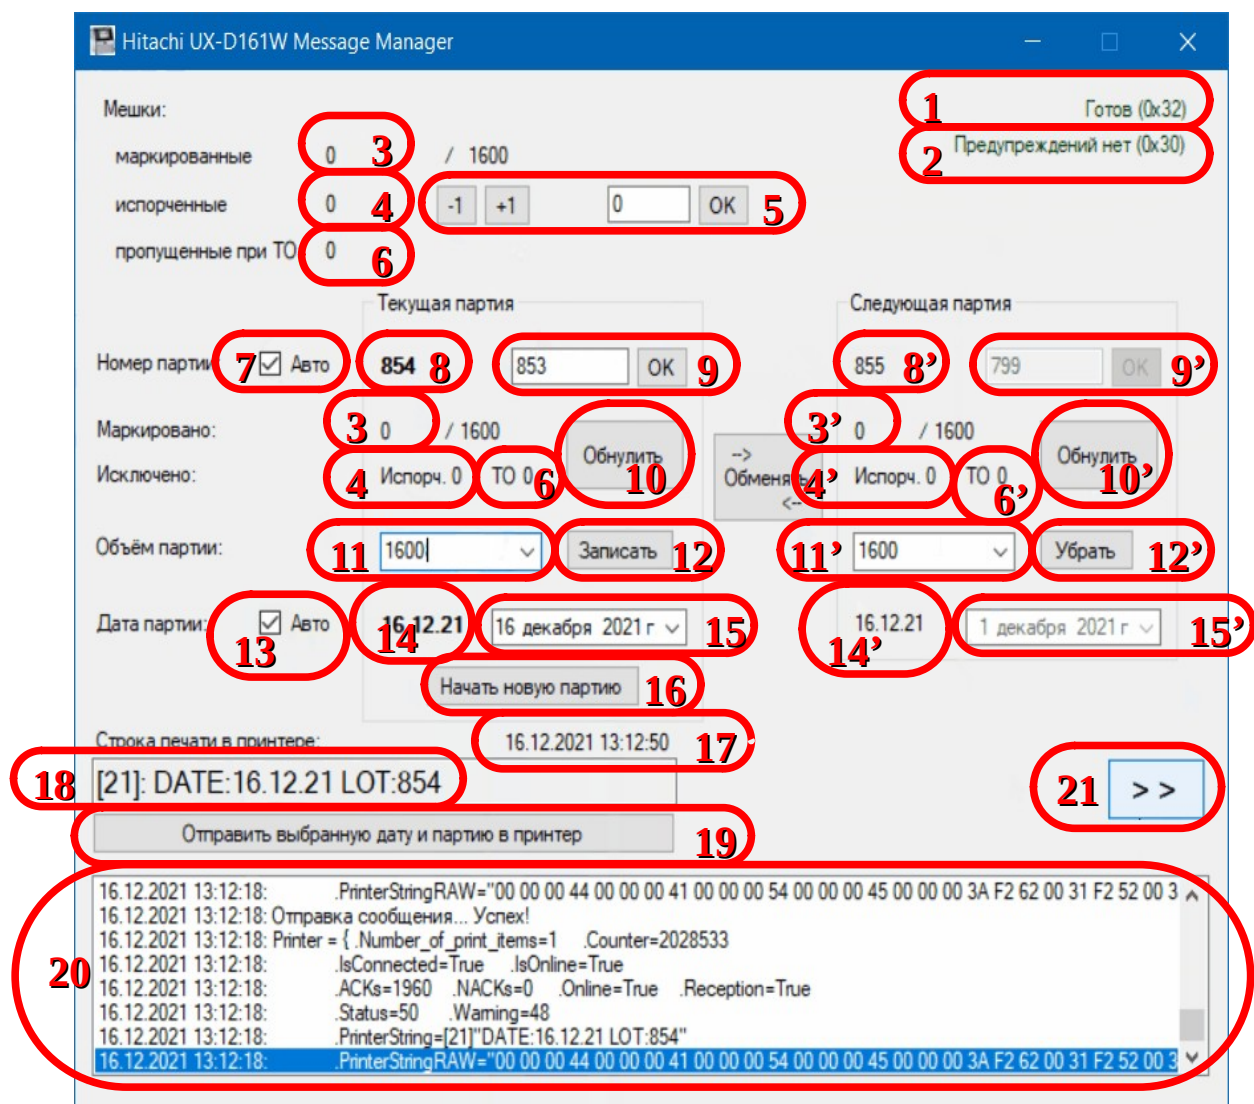 Hitachi UX-D161W Message Manager
Мешки:
1 Готов (0x32)
маркированные 0 3 / 1600
2 Предупреждений нет (0x30)
испорченные 0 4 -1 +1 0 OK 5
пропущенные при ТО 0 6
Текущая партия Следующая партия
Номер партии 7 Авто 854 8 853 OK 9 855 8’ 799 OK 9’
Маркировано: 3 0 / 1600 3’ 0 / 1600
Обнулить 10 --> Обнулить 10’
Исключено: 4 Испорч. 0 ТО 0 6 Обменять 4’ Испорч. 0 ТО 0 6’
<--
Объём партии: 11 1600 Записать 12 11’ 1600 Убрать 12’
Дата партии: 13 Авто 14 16.12.21 16 декабря 2021 г 15 14’ 16.12.21 1 декабря 2021 г 15’
Начать новую партию 16
Строка печати в принтере: 16.12.2021 13:12:50 17
18 [21]: DATE:16.12.21 LOT:854 21 > >
Отправить выбранную дату и партию в принтер 19
16.12.2021 13:12:18: .PrinterStringRAW="00 00 00 44 00 00 00 41 00 00 00 54 00 00 00 45 00 00 00 3A F2 62 00 31 F2 52 00 3
16.12.2021 13:12:18: Отправка сообщения... Успех!
16.12.2021 13:12:18: Printer = { .Number_of_print_items=1 .Counter=2028533
20 16.12.2021 13:12:18: .IsConnected=True .IsOnline=True
16.12.2021 13:12:18: .ACKs=1960 .NACKs=0 .Online=True .Reception=True
16.12.2021 13:12:18: .Status=50 .Warning=48
16.12.2021 13:12:18: .PrinterString=[21]"DATE:16.12.21 LOT:854"
16.12.2021 13:12:18: .PrinterStringRAW="00 00 00 44 00 00 00 41 00 00 00 54 00 00 00 45 00 00 00 3A F2 62 00 31 F2 52 00 3